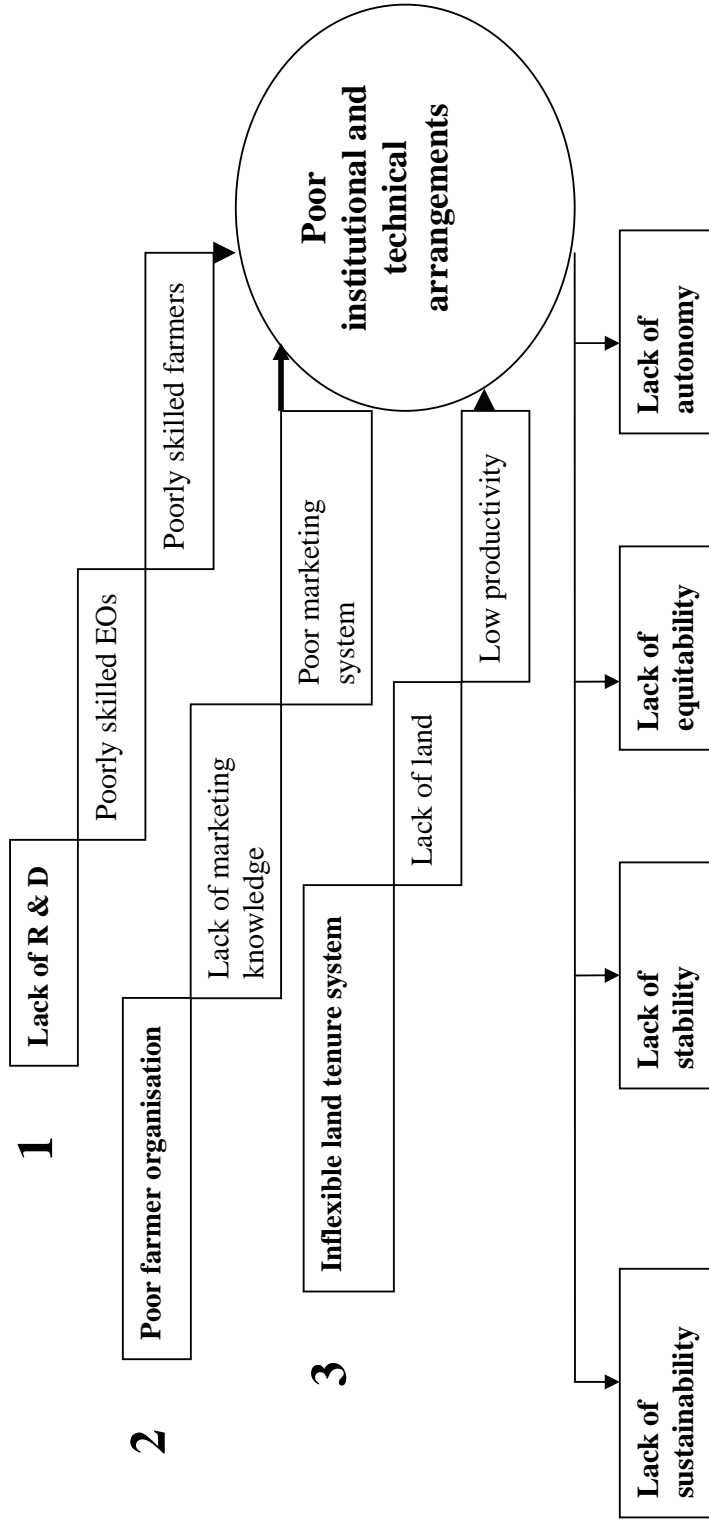 1
Lack of R & D
Poorly skilled EOs
Poorly skilled farmers
2
Poor farmer organisation
Lack of marketing
knowledge
Poor marketing
system
3
Inflexible land tenure system
Lack of land
Low productivity
Poor
institutional and
technical
arrangements
Lack of
sustainability
Lack of
stability
Lack of
equitability
Lack of
autonomy